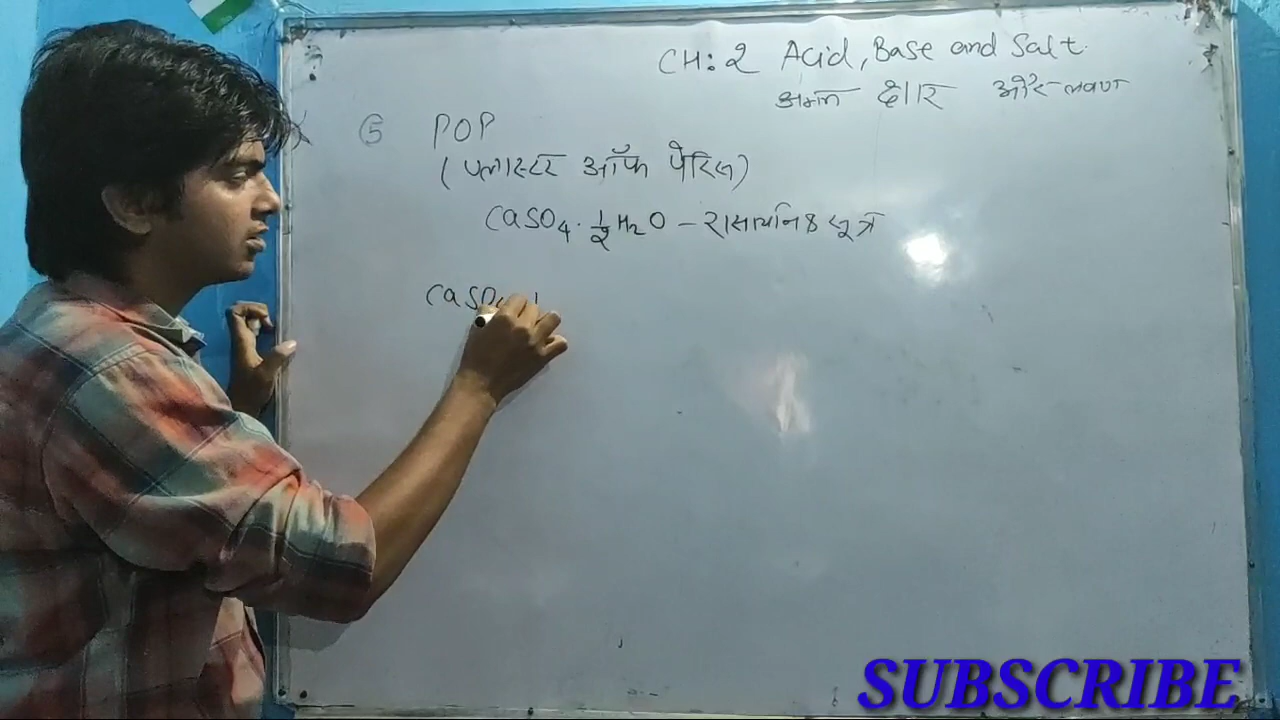 CH: 2 Acid, Base and Salt.
अम्ल क्षार और लवण
⑤ POP
(प्लास्टर ऑफ पेरिस)
CaSO4. 1/2 H2O - रासायनिक सूत्र
CaSO4
SUBSCRIBE